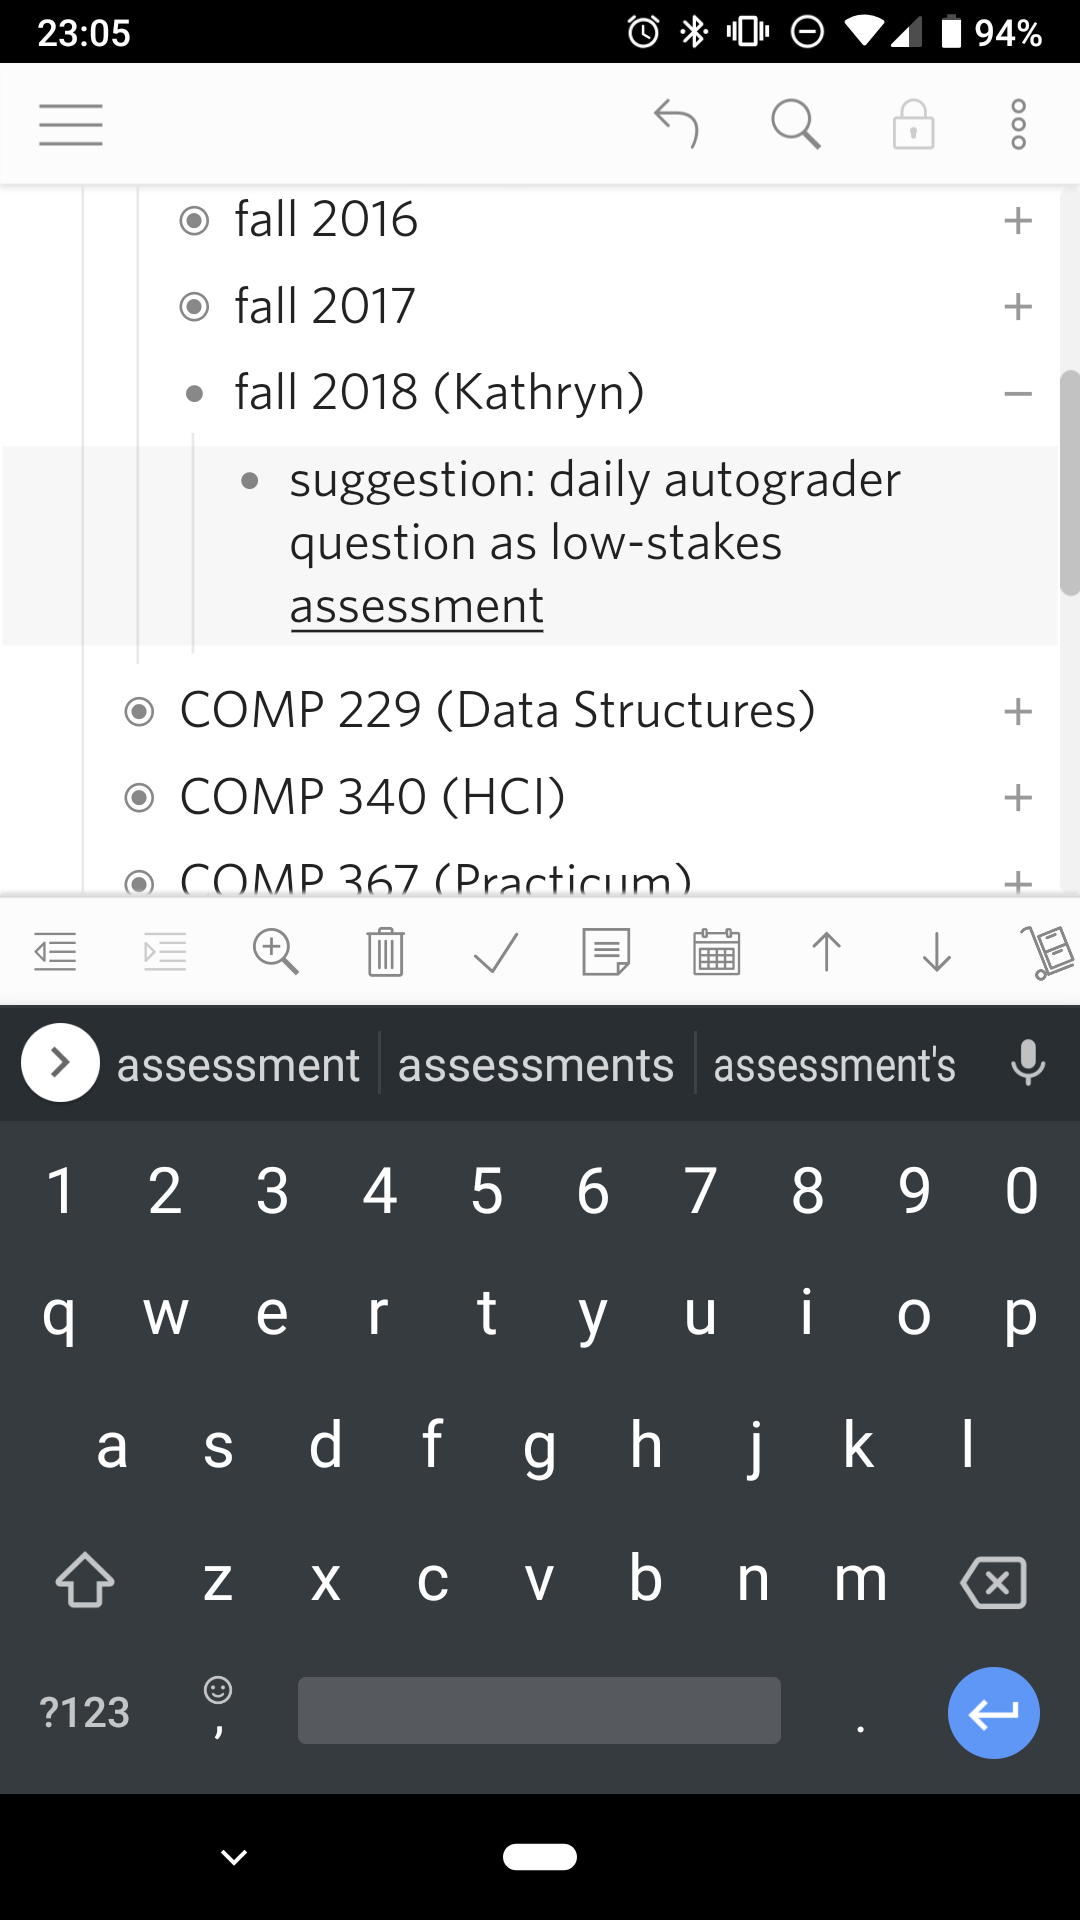 23:05
94%
fall 2016
fall 2017
fall 2018 (Kathryn)
suggestion: daily autograder
question as low-stakes
assessment
COMP 229 (Data Structures)
COMP 340 (HCI)
COMP 367 (Practicum)
assessment assessments assessment's
1 2 3 4 5 6 7 8 9 0
q w e r t y u i o p
a s d f g h j k l
z x c v b n m
?123 , .